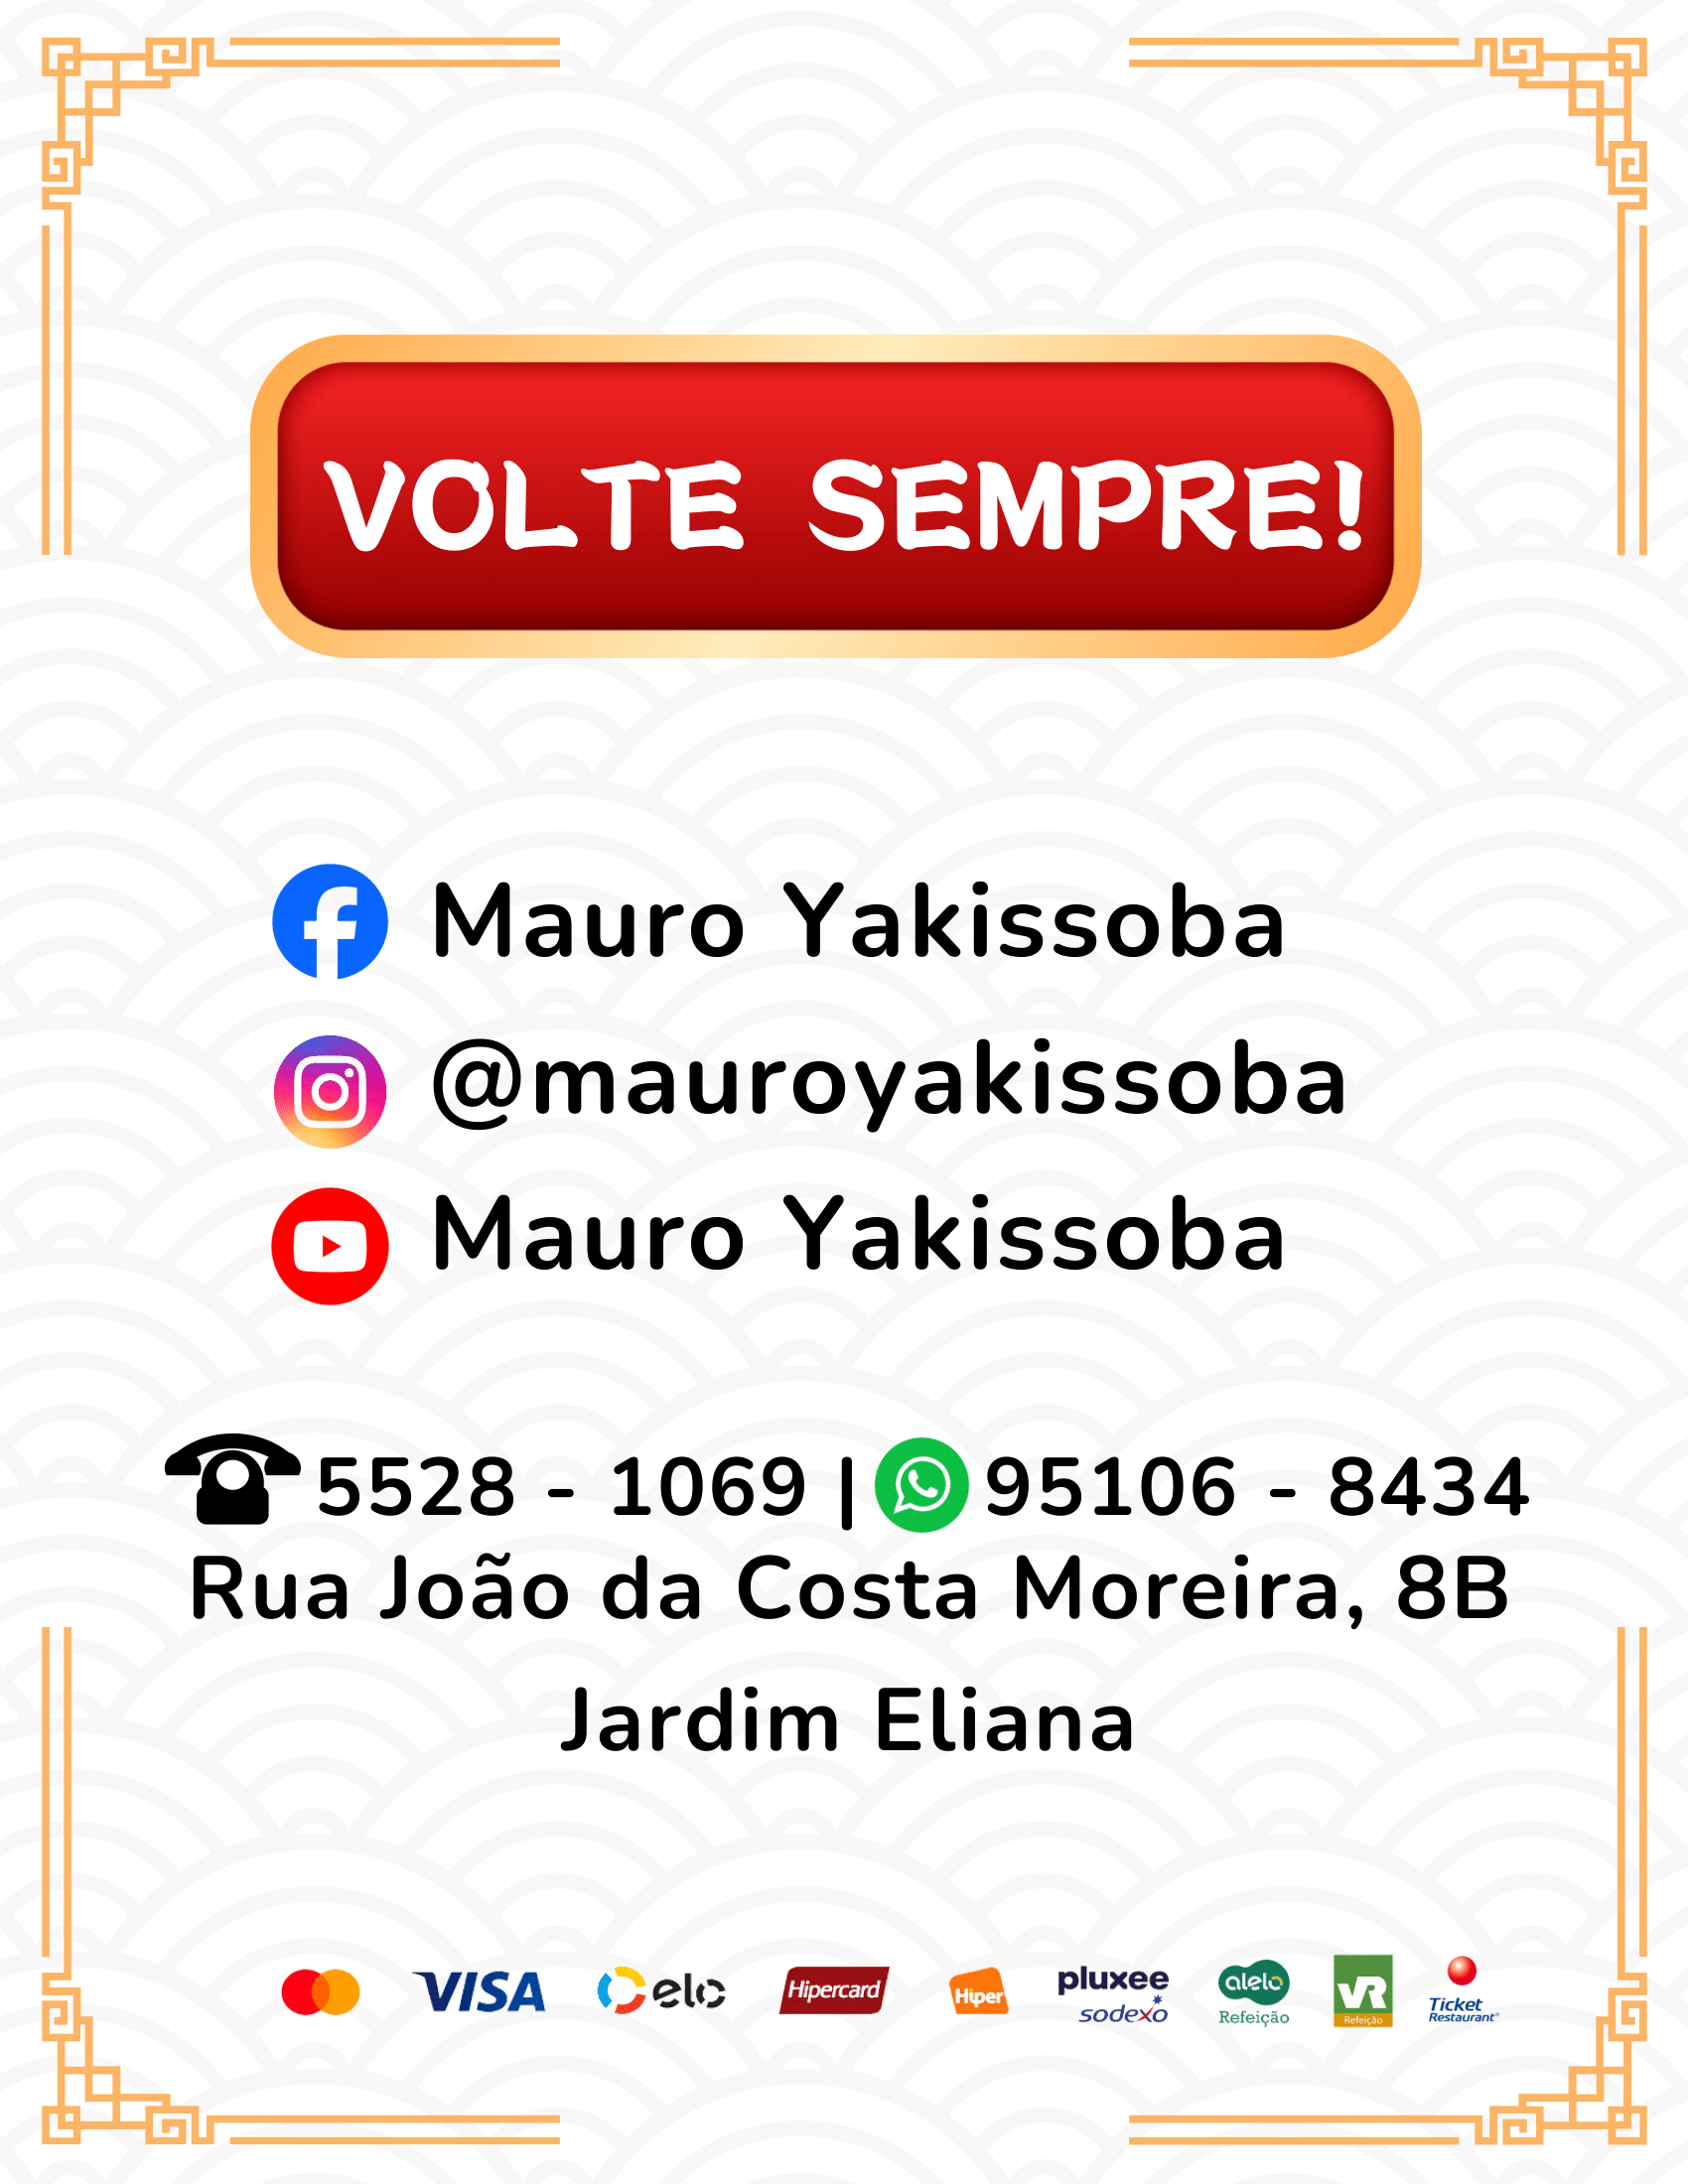 VOLTE SEMPRE!
Mauro Yakissoba
@mauroyakissoba
Mauro Yakissoba
5528 - 1069 | 95106 - 8434
Rua João da Costa Moreira, 8B
Jardim Eliana
VISA elo Hipercard Hiper pluxee sodexo alelo Refeição VR Refeição Ticket Restaurant®